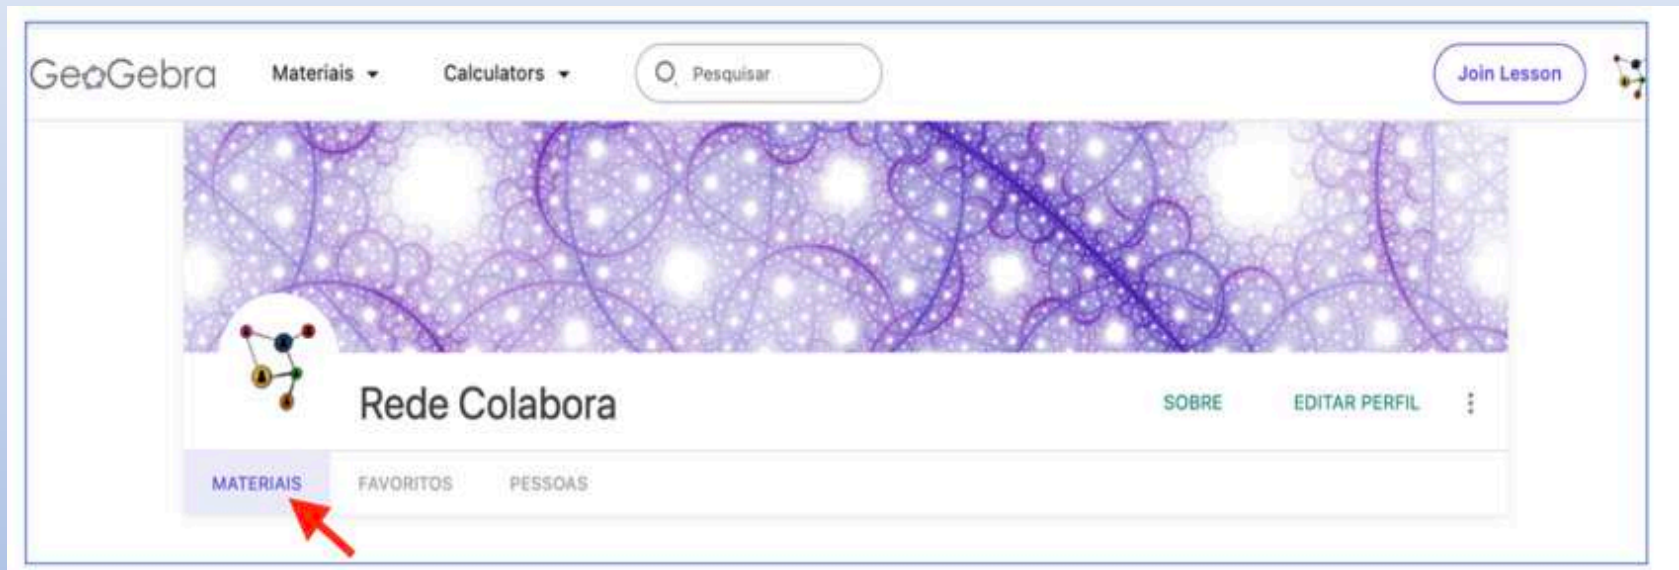 GeoGebra Materiais Calculators Pesquisar Join Lesson
Rede Colabora SOBRE EDITAR PERFIL
MATERIAIS FAVORITOS PESSOAS